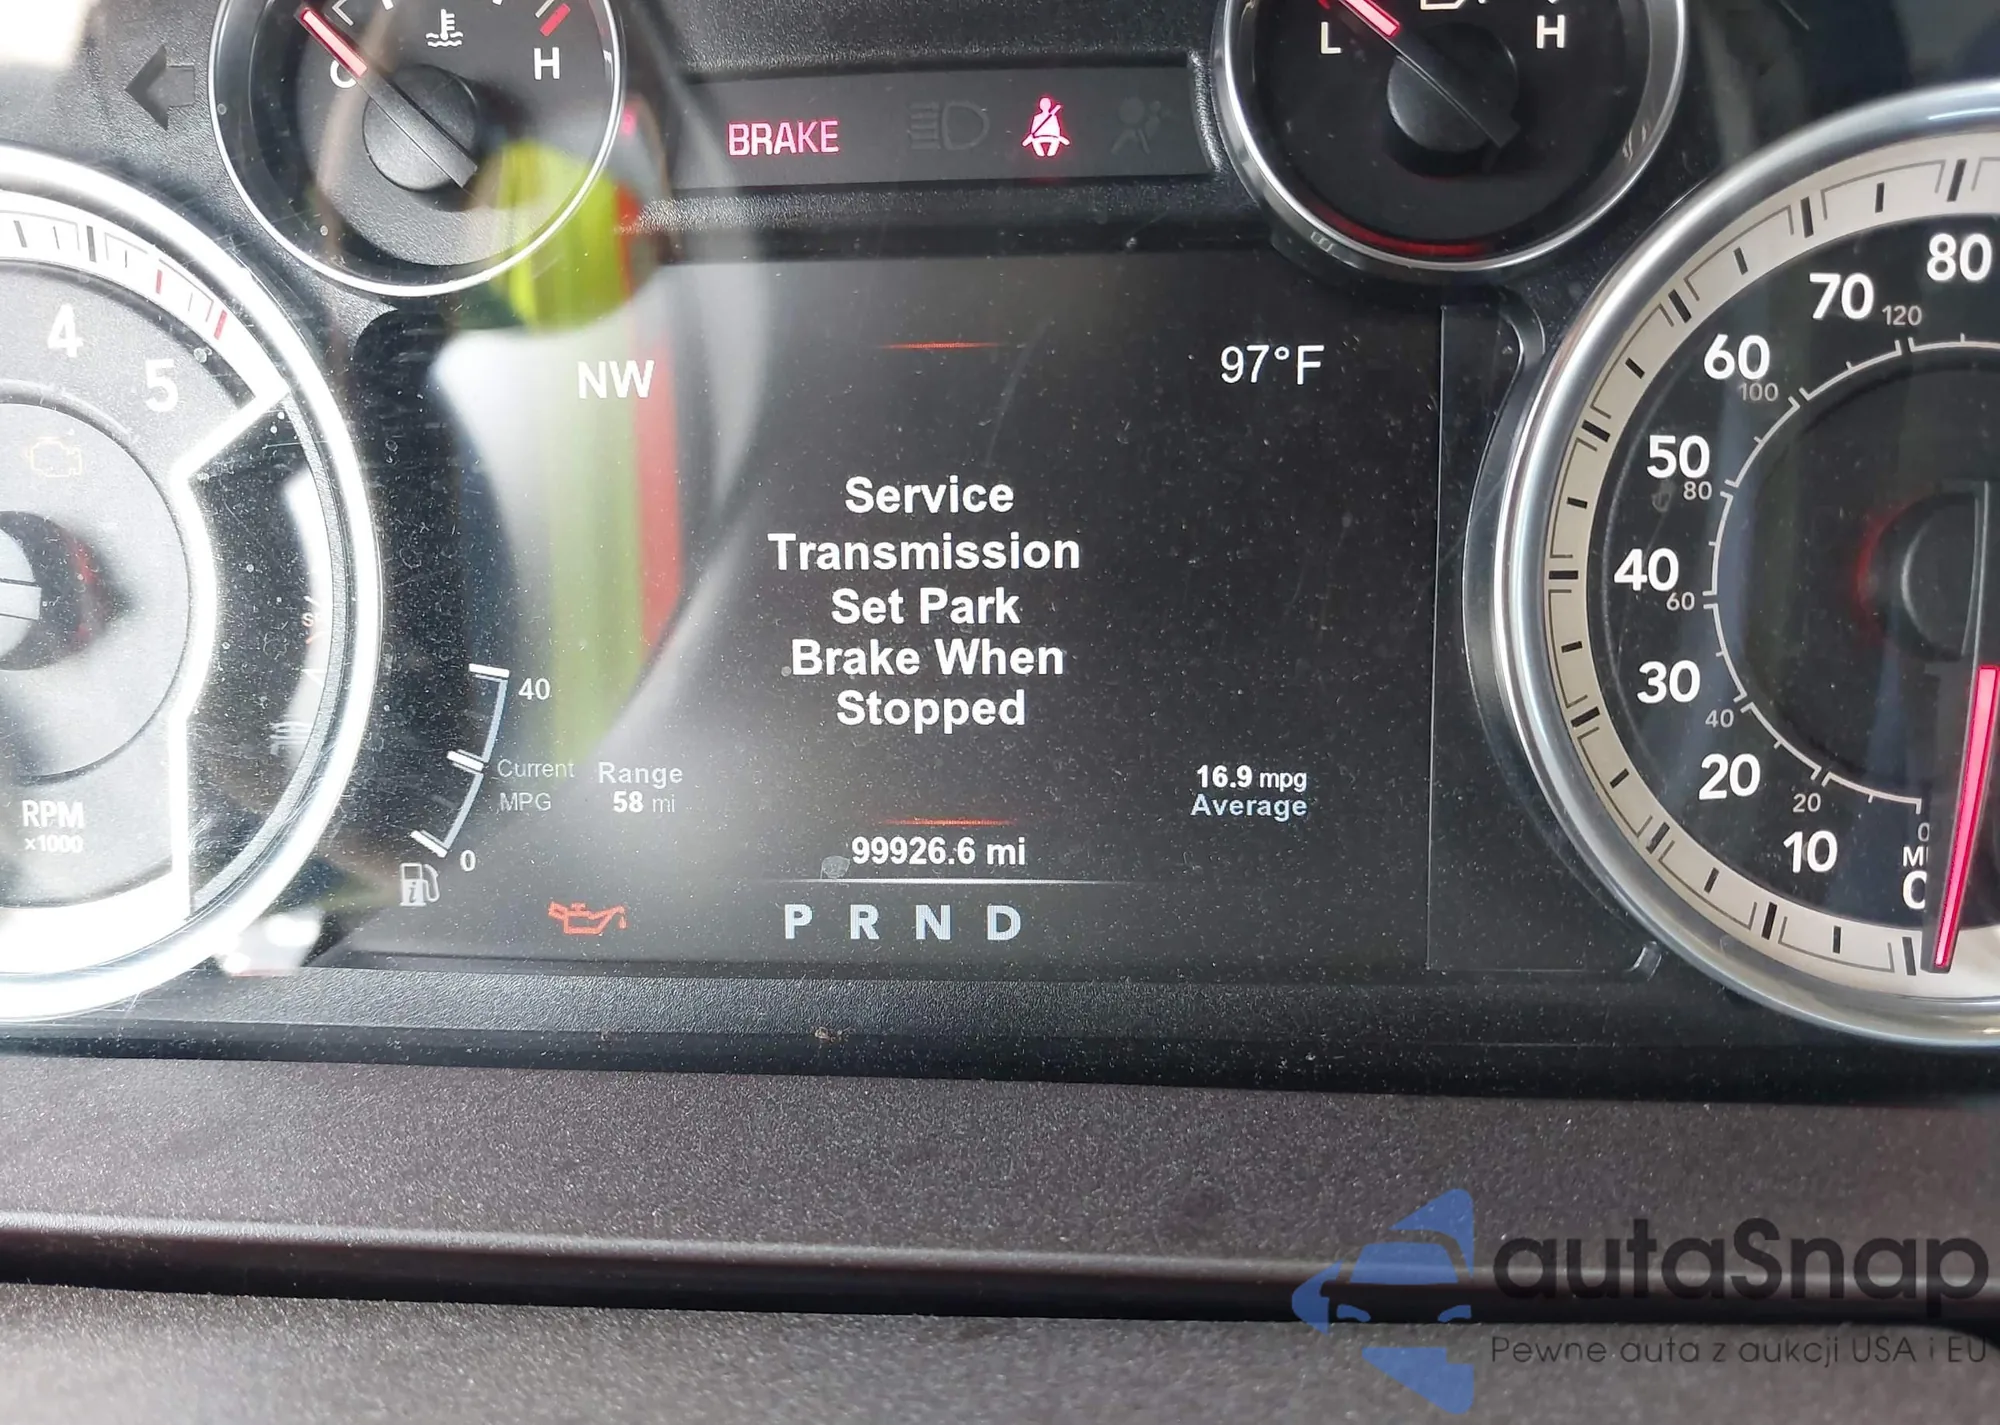 C H
L H
BRAKE
4
5
RPM
x1000
NW
97°F
Service
Transmission
Set Park
Brake When
Stopped
40
Current
MPG
0
Range
58 mi
16.9 mpg
Average
99926.6 mi
P R N D
80
70
120
60
100
50
80
40
60
30
40
20
20
10
0
0
autaSnap
Pewne auta z aukcji USA i EU